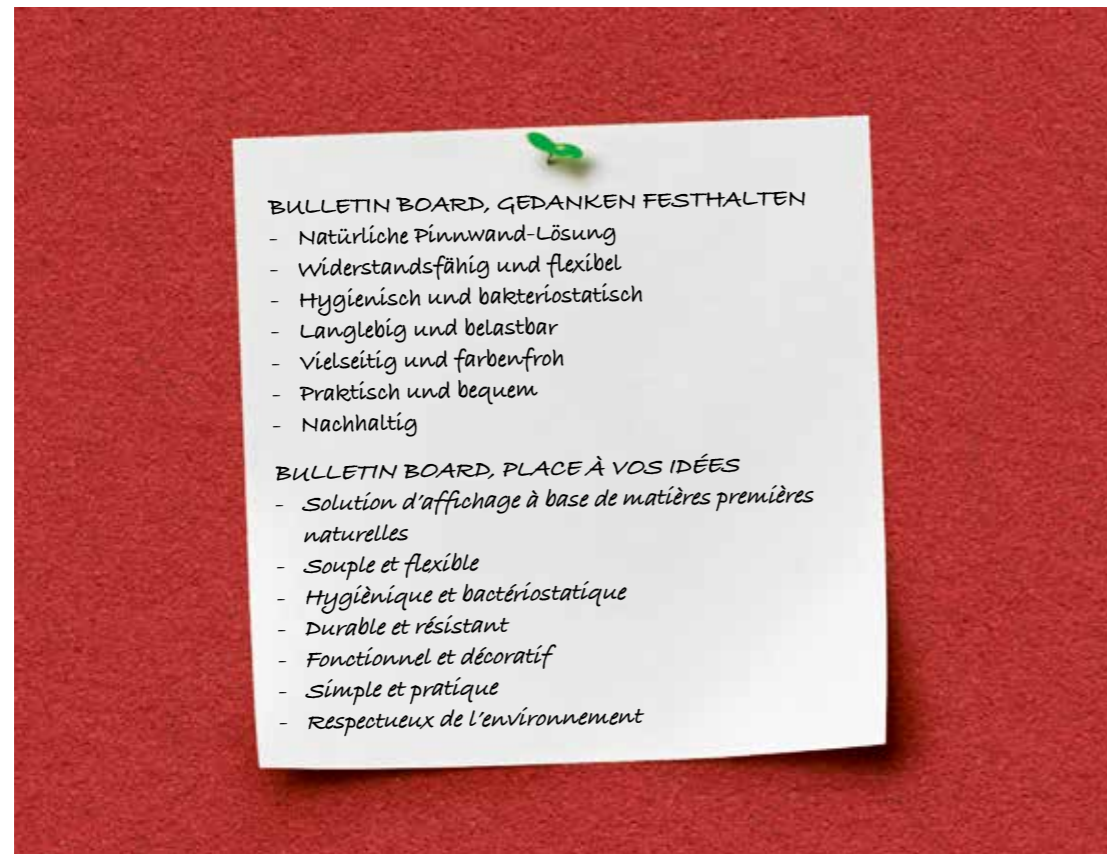 BULLETIN BOARD, GEDANKEN FESTHALTEN
- Natürliche Pinnwand-Lösung
- Widerstandsfähig und flexibel
- Hygienisch und bakteriostatisch
- Langlebig und belastbar
- Vielseitig und farbenfroh
- Praktisch und bequem
- Nachhaltig
BULLETIN BOARD, PLACE À VOS IDÉES
- Solution d'affichage à base de matières premières
naturelles
- Souple et flexible
- Hygiènique et bactériostatique
- Durable et résistant
- Fonctionnel et décoratif
- Simple et pratique
- Respectueux de l'environnement